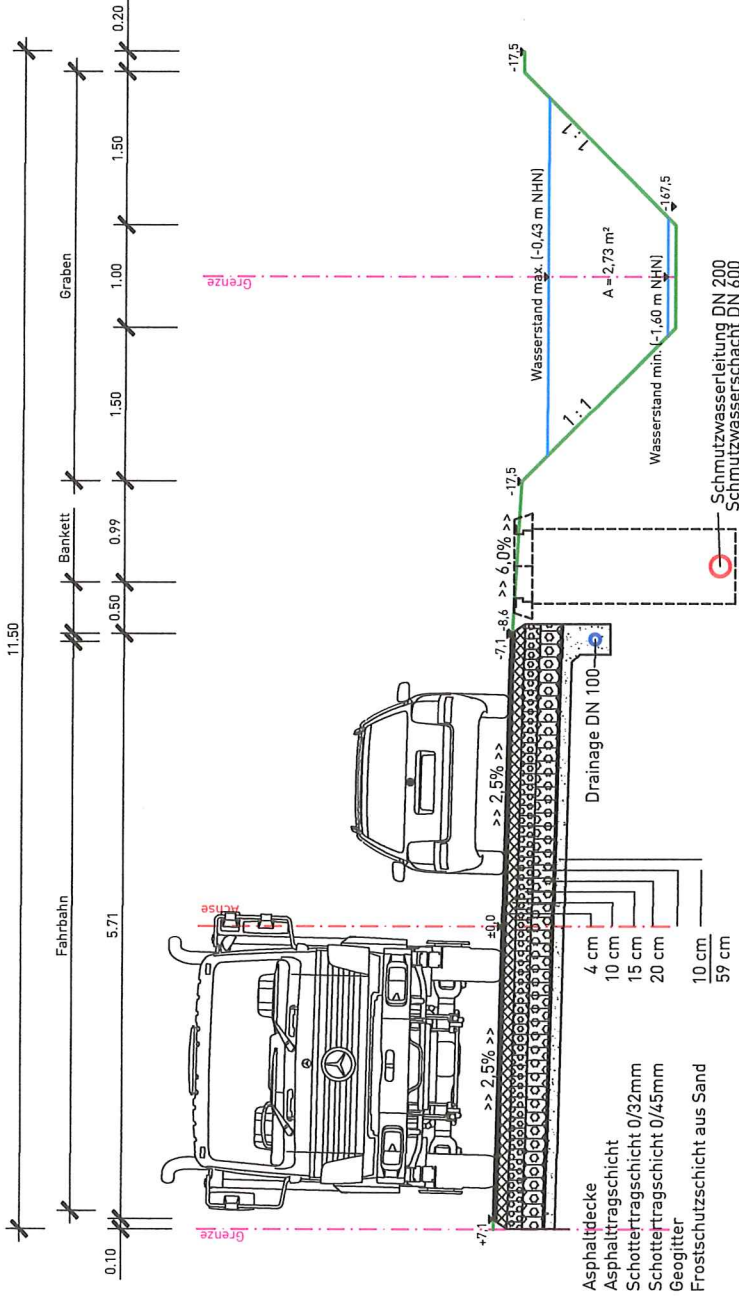 11.50
Fahrbahn
Bankett
Graben
0.10
5.71
0.50
0.99
1.50
1.00
1.50
0.20
Grenze
Achse
Grenze
+7,1
>> 2,5% >>
±0,0
>> 2,5% >>
-7,1
-8,6
>> 6,0% >>
-17,5
-17,5
1:1
1:1
Wasserstand max. (-0,43 m NHN)
A = 2,73 m²
Wasserstand min. (-1,60 m NHN)
-167,5
Drainage DN 100
Schmutzwasserleitung DN 200
Schmutzwasserschacht DN 600
Asphaltdecke 4 cm
Asphalttragschicht 10 cm
Schottertragschicht 0/32mm 15 cm
Schottertragschicht 0/45mm 20 cm
Geogitter
Frostschutzschicht aus Sand 10 cm
59 cm